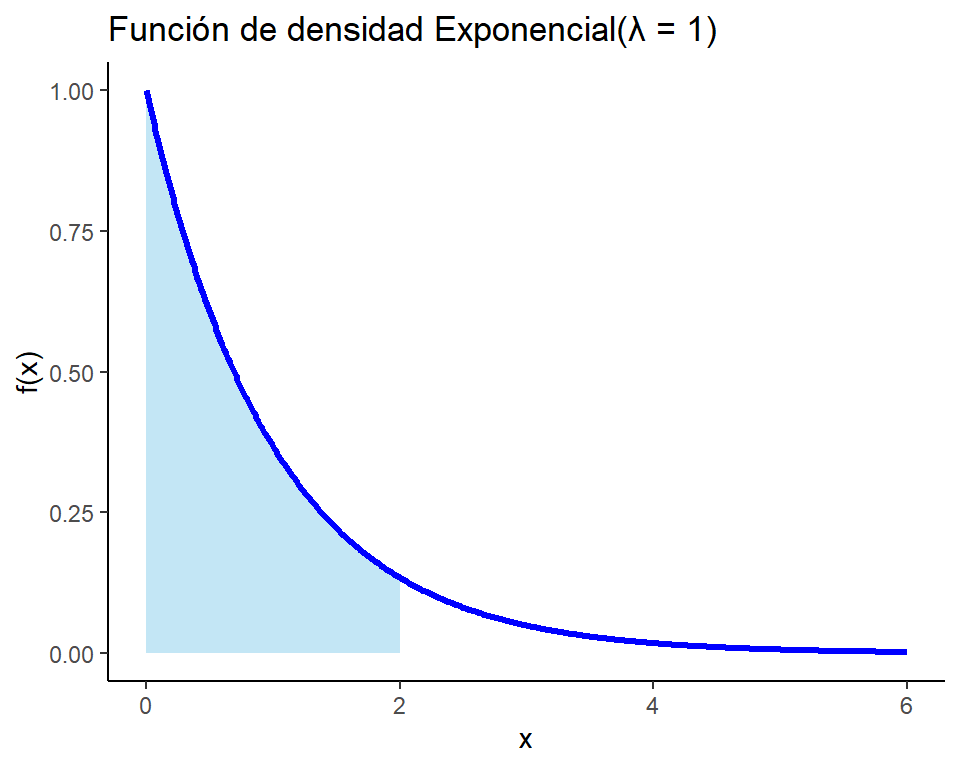 Función de densidad Exponencial(λ = 1)
1.00
0.75
0.50
0.25
0.00
f(x)
0 2 4 6
x